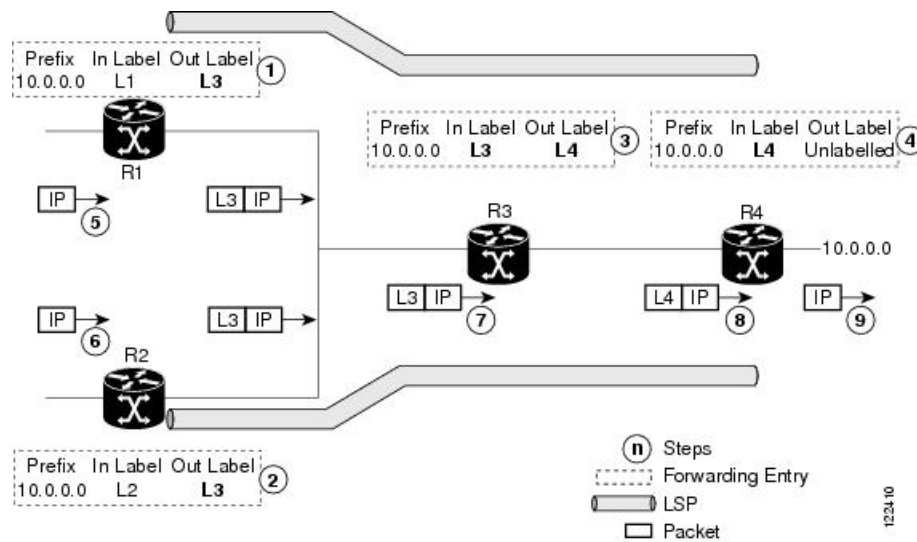 Prefix In Label Out Label
10.0.0.0 L1 L3
1
R1
Prefix In Label Out Label
10.0.0.0 L3 L4
3
Prefix In Label Out Label
10.0.0.0 L4 Unlabelled
4
IP
5
L3 IP
R3
R4
10.0.0.0
IP
6
L3 IP
L3 IP
7
L4 IP
8
IP
9
R2
Prefix In Label Out Label
10.0.0.0 L2 L3
2
n Steps
Forwarding Entry
LSP
Packet
122410